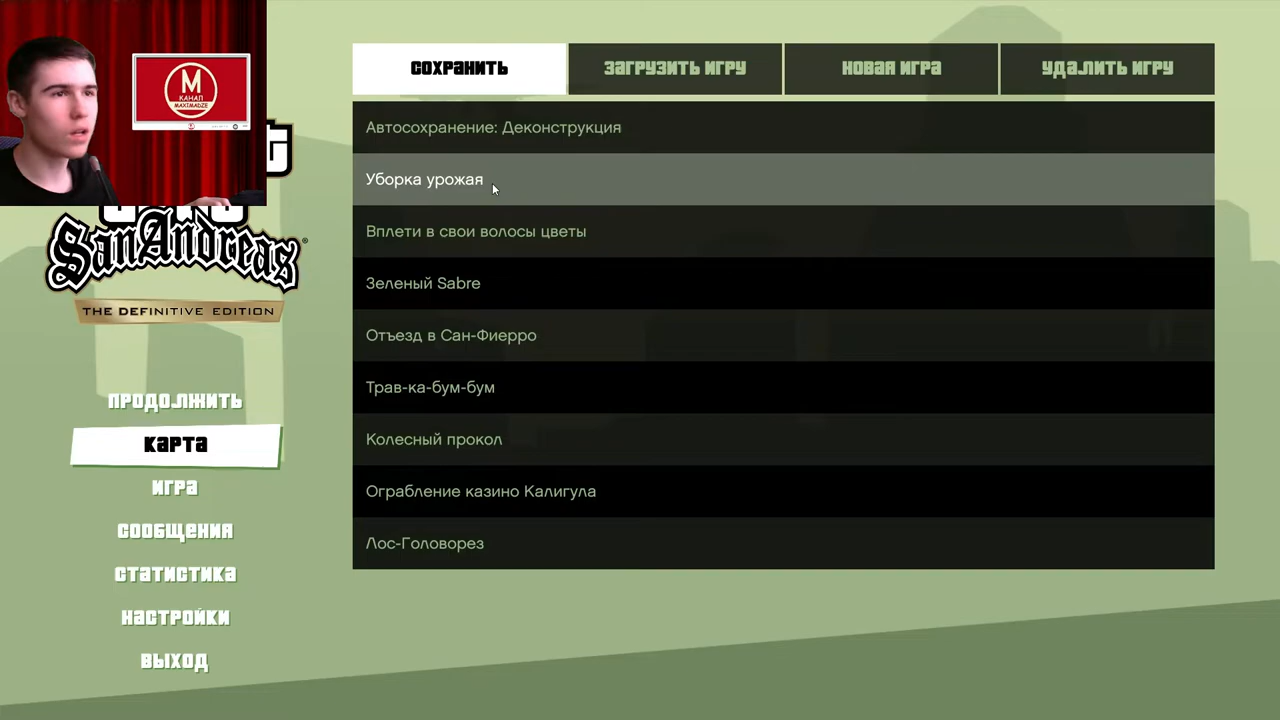 M
КАНАЛ
MAXIMADZE
СОХРАНИТЬ
ЗАГРУЗИТЬ ИГРУ
НОВАЯ ИГРА
УДАЛИТЬ ИГРУ
Автосохранение: Деконструкция
Уборка урожая
Вплети в свои волосы цветы
Зеленый Sabre
Отъезд в Сан-Фиерро
Трав-ка-бум-бум
Колесный прокол
Ограбление казино Калигула
Лос-Головорез
SanAndreas
THE DEFINITIVE EDITION
ПРОДОЛЖИТЬ
КАРТА
ИГРА
СООБЩЕНИЯ
СТАТИСТИКА
НАСТРОЙКИ
ВЫХОД